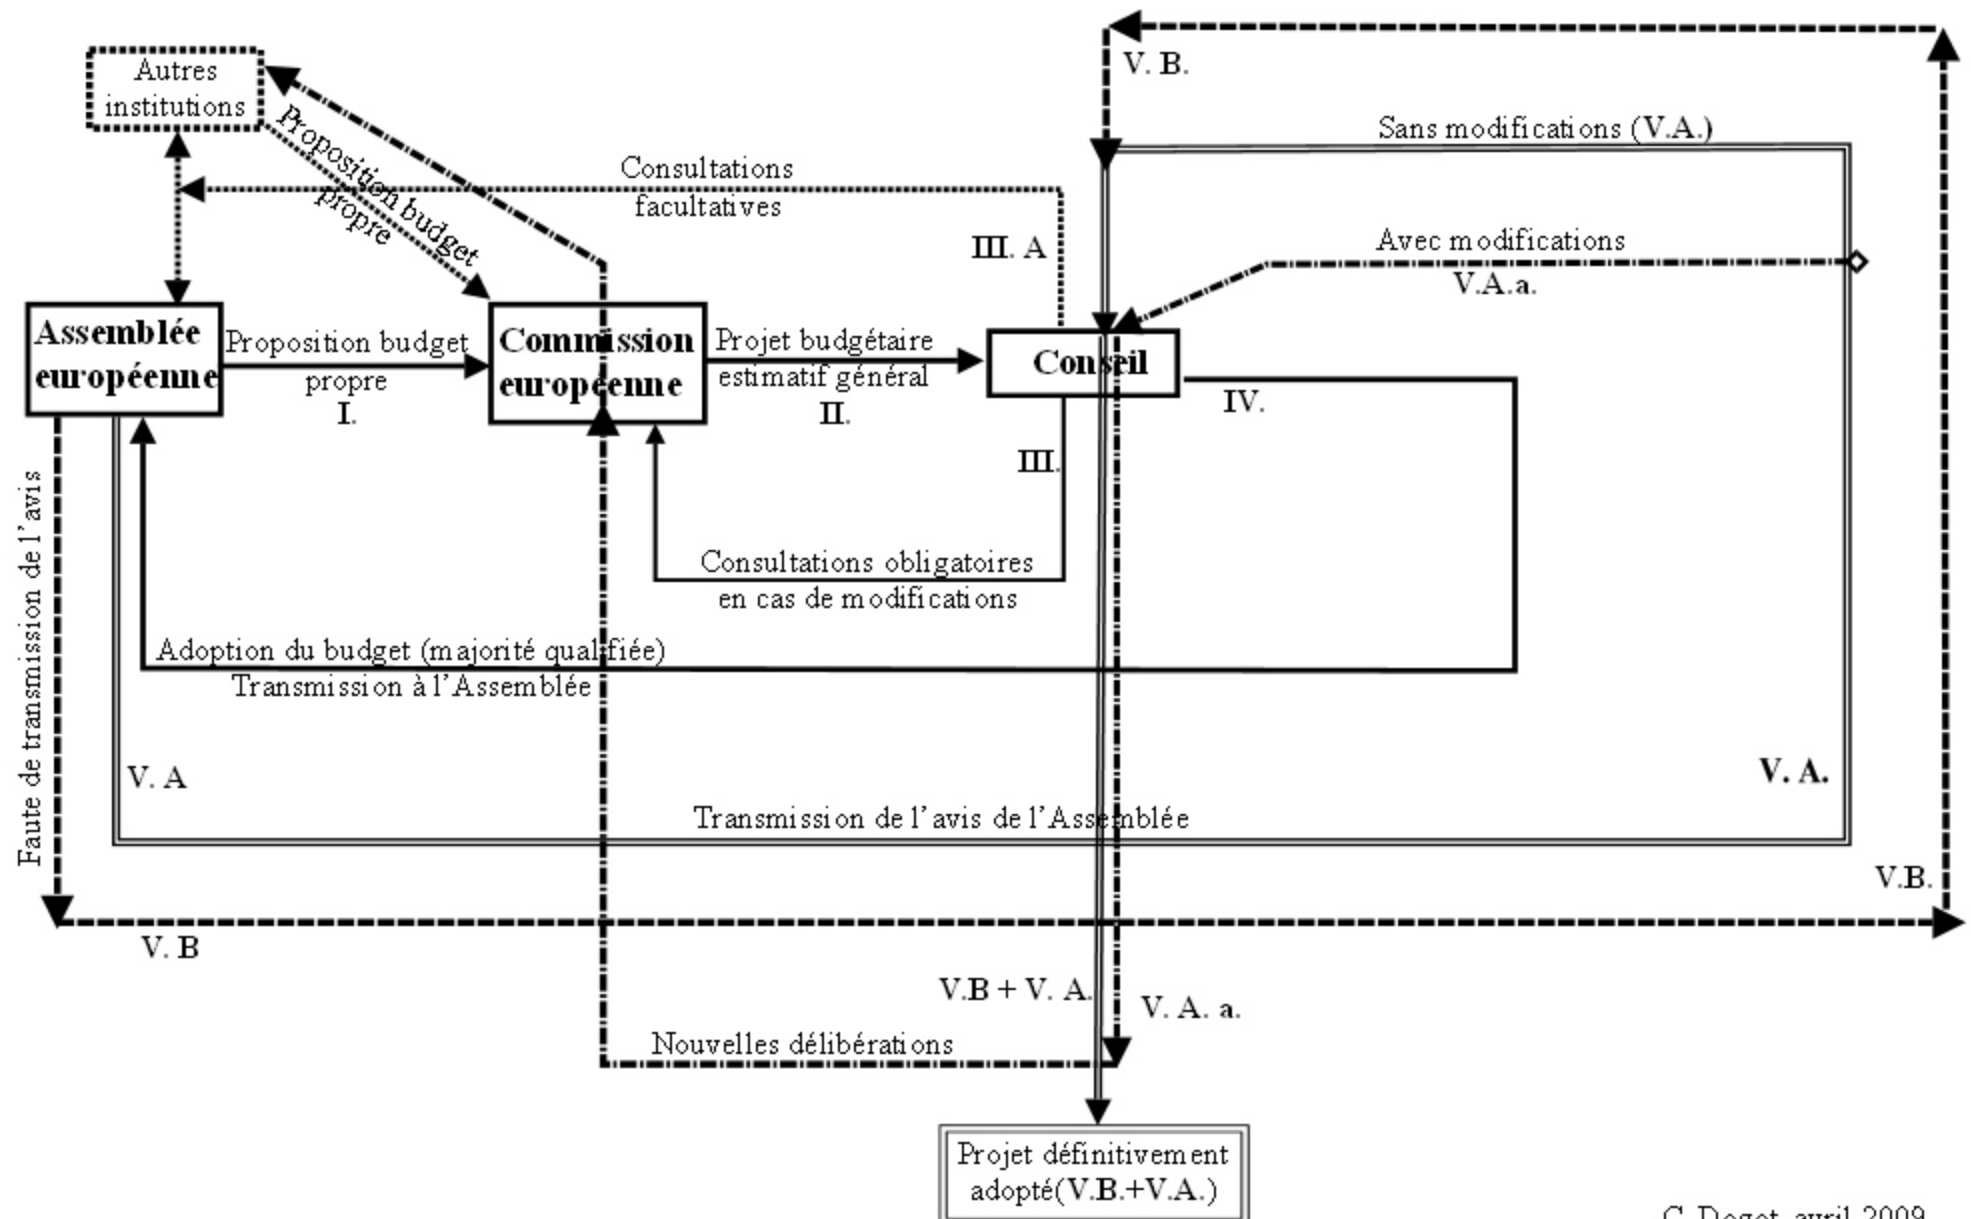 V. B.
Autres
institutions
Sans modifications (V.A.)
Proposition budget
propre
Consultations
facultatives
III. A
Avec modifications
V.A.a.
Assemblée
européenne
Proposition budget
propre
I.
Commission
européenne
Projet budgétaire
estimatif général
II.
Conseil
IV.
III.
Faute de transmission de l'avis
Consultations obligatoires
en cas de modifications
Adoption du budget (majorité qualifiée)
Transmission à l'Assemblée
V. A
V. A.
Transmission de l'avis de l'Assemblée
V.B.
V. B
V.B + V. A.
V. A. a.
Nouvelles délibérations
Projet définitivement
adopté(V.B.+V.A.)
avril 2009